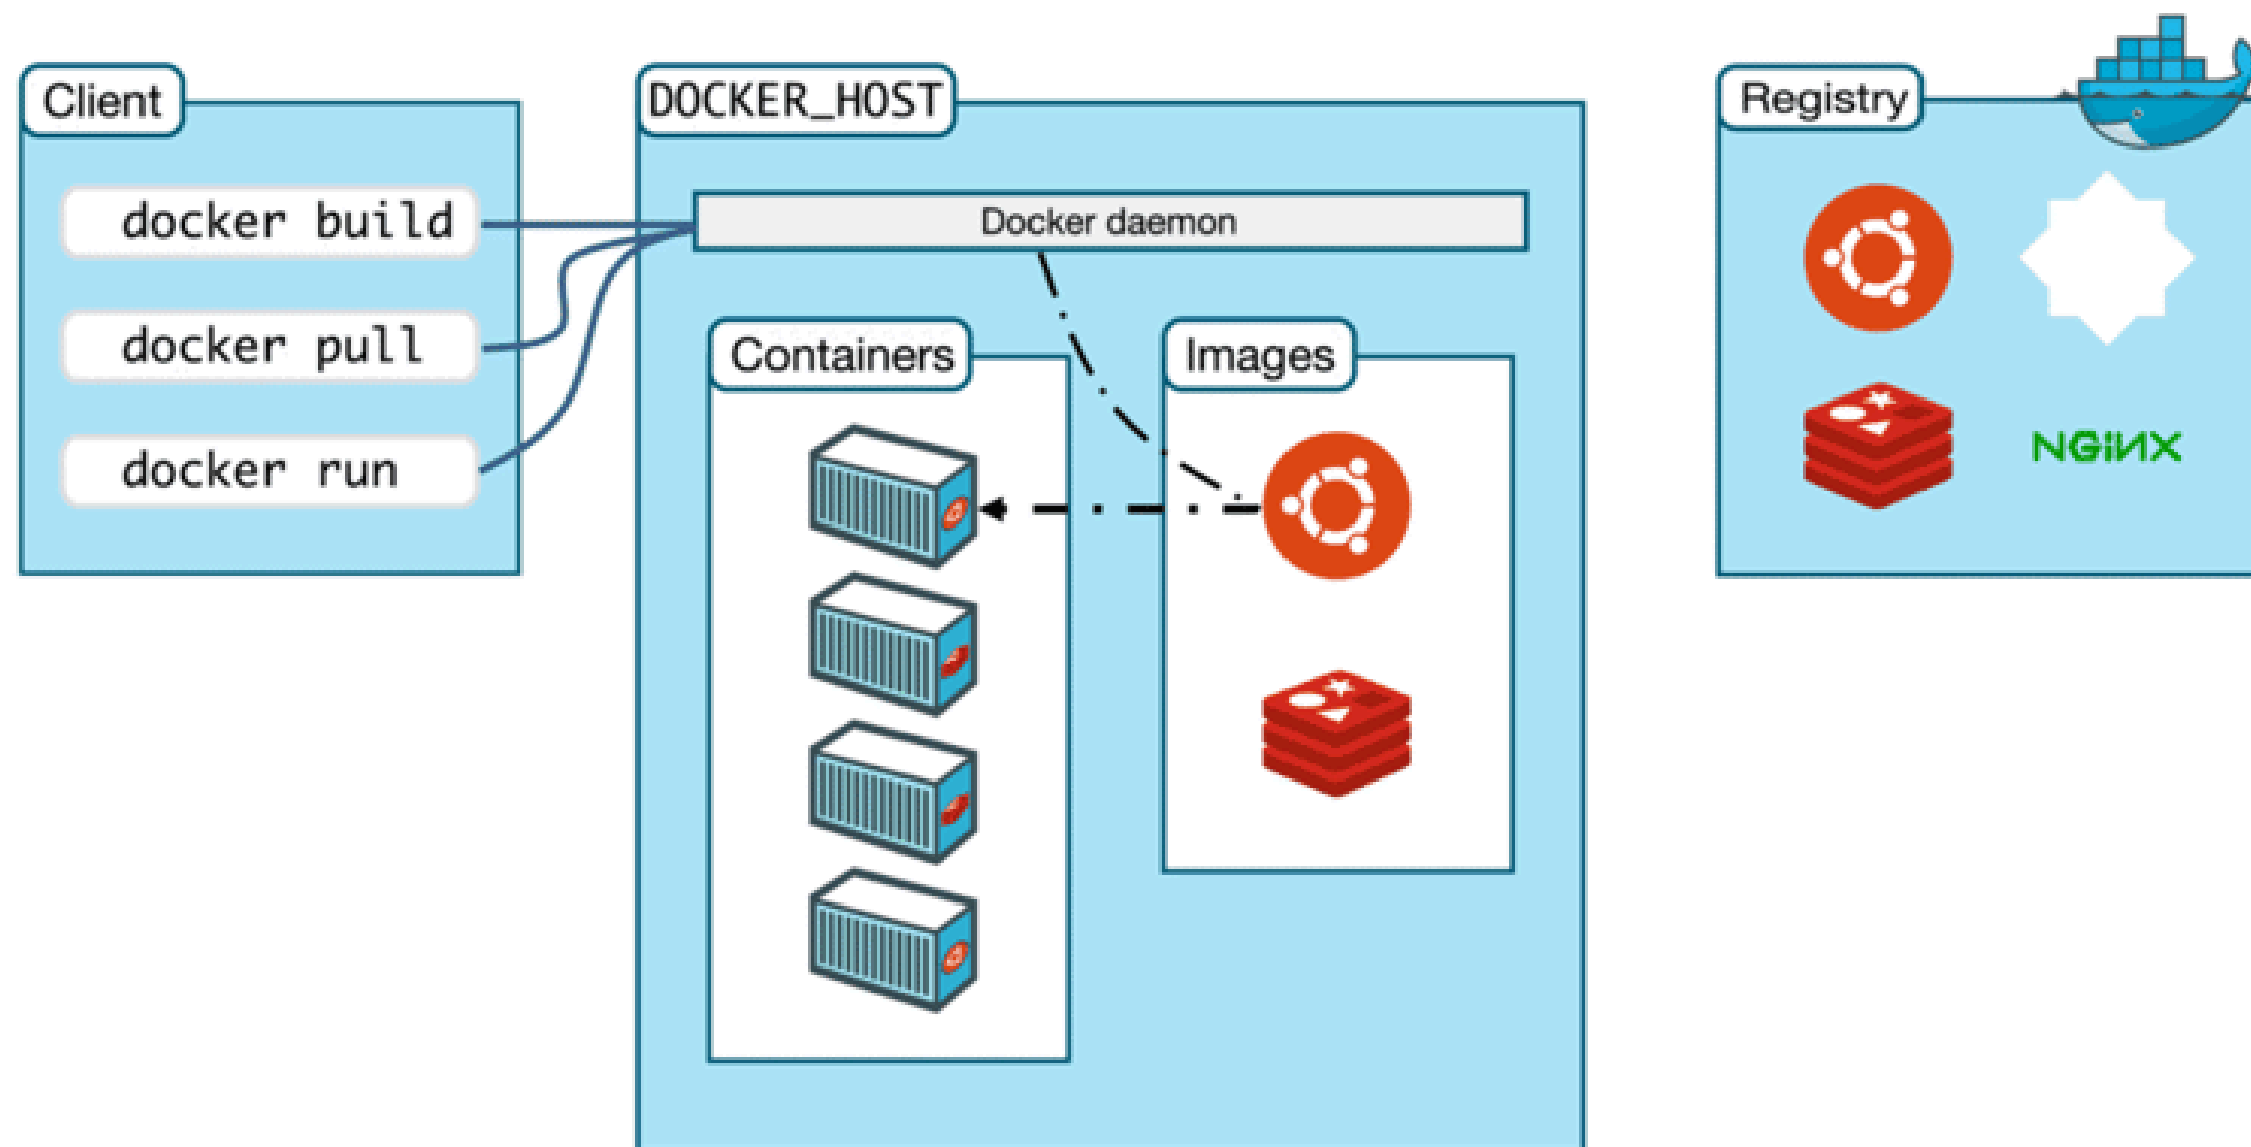 Client
docker build
docker pull
docker run
DOCKER_HOST
Docker daemon
Containers
Images
Registry
NGiNX